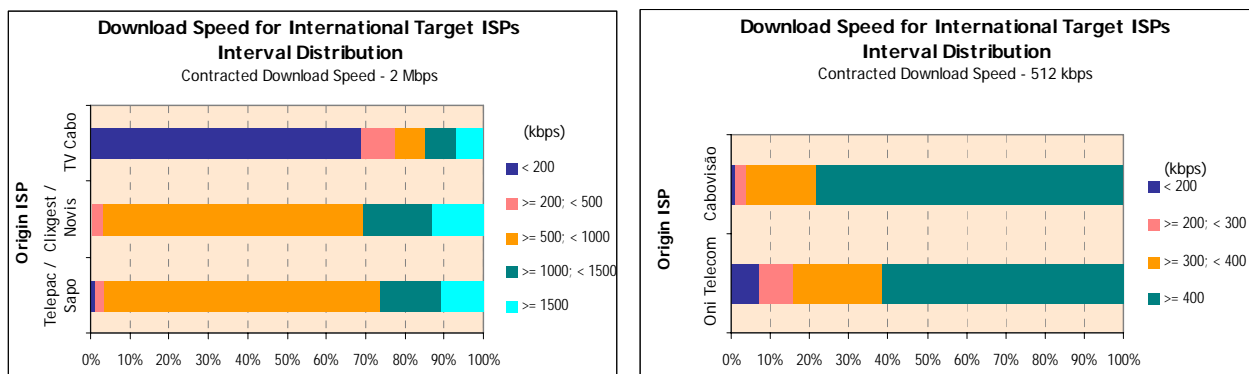 Download Speed for International Target ISPs
Interval Distribution
Contracted Download Speed - 2 Mbps
Origin ISP
TV Cabo
Clixgest /
Novis
Telepac /
Sapo
0% 10% 20% 30% 40% 50% 60% 70% 80% 90% 100%
(kbps)
< 200
>= 200; < 500
>= 500; < 1000
>= 1000; < 1500
>= 1500
Download Speed for International Target ISPs
Interval Distribution
Contracted Download Speed - 512 kbps
Origin ISP
Cabovisão
Oni Telecom
0% 10% 20% 30% 40% 50% 60% 70% 80% 90% 100%
(kbps)
< 200
>= 200; < 300
>= 300; < 400
>= 400